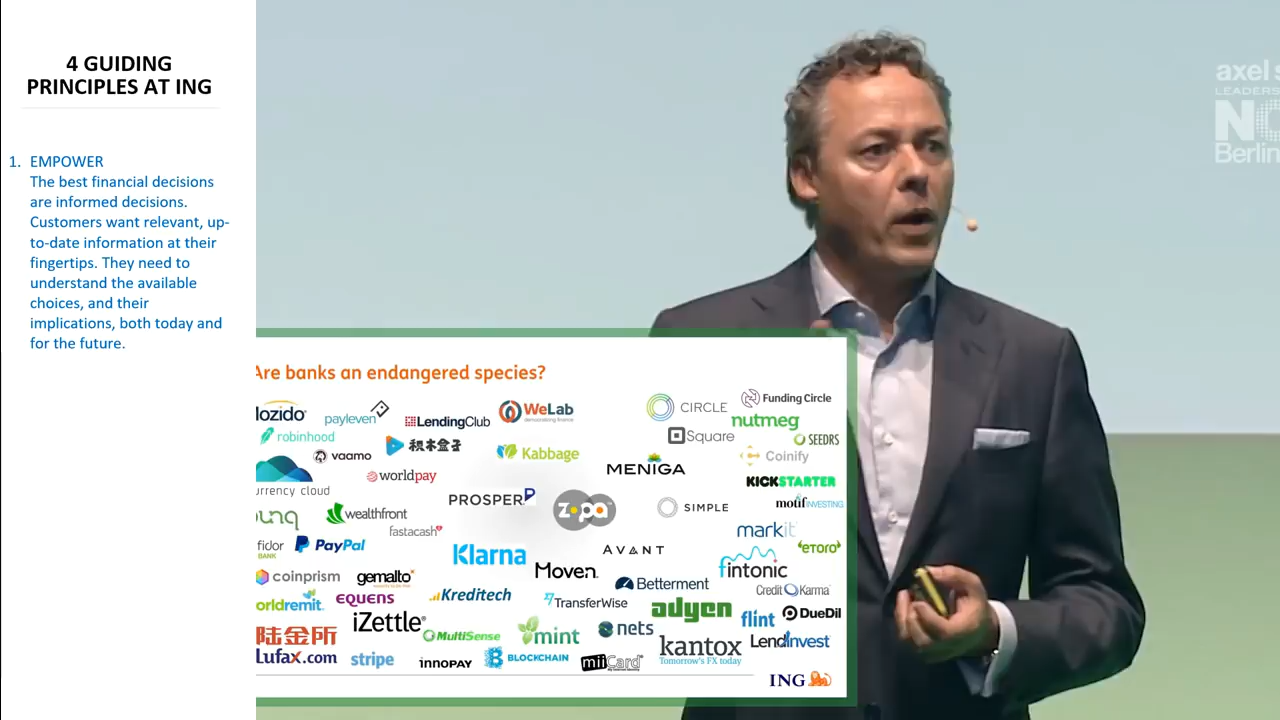 4 GUIDING
PRINCIPLES AT ING
1. EMPOWER
The best financial decisions
are informed decisions.
Customers want relevant, up-
to-date information at their
fingertips. They need to
understand the available
choices, and their
implications, both today and
for the future.
axel s
LEADERS
NO
Berlin
Are banks an endangered species?
lozido
payleven
LendingClub
WeLab
CIRCLE
Funding Circle
nutmeg
robinhood
积木盒子
Square
SEEDRS
vaamo
Kabbage
MENIGA
Coinify
worldpay
KICKSTARTER
urrency cloud
PROSPER
zopa
SIMPLE
motif INVESTING
unq
wealthfront
fastacash
markit
fidor
BANK
PayPal
Klarna
AVANT
eTORO
fintonic
coinprism
gemalto
Moven
Betterment
Credit Karma
orldremit
EQUENS
Kreditech
TransferWise
adyen
flint
DueDil
陆金所
iZettle
MultiSense
mint
nets
kantox
Tomorrow's FX today
LendInvest
Lufax.com
stripe
INNOPAY
BLOCKCHAIN
miiCard
ING